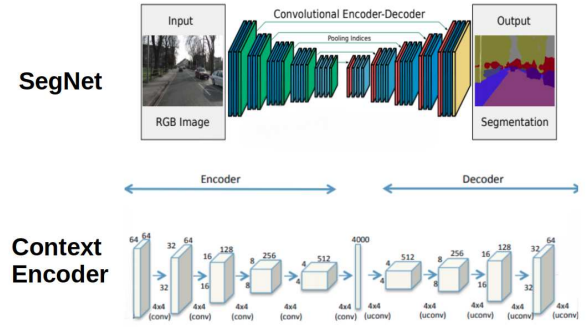 SegNet
Input
RGB Image
Convolutional Encoder-Decoder
Pooling Indices
Output
Segmentation
Context
Encoder
Encoder
Decoder
64 64
4x4
(conv)
32 64
32
4x4
(conv)
16 128
16
4x4
(conv)
8 256
8
4x4
(conv)
4 512
4
4x4
(conv)
4000
4x4
(uconv)
4 512
4
4x4
(uconv)
8 256
8
4x4
(uconv)
16 128
16
4x4
(uconv)
32 64
32
4x4
(uconv)